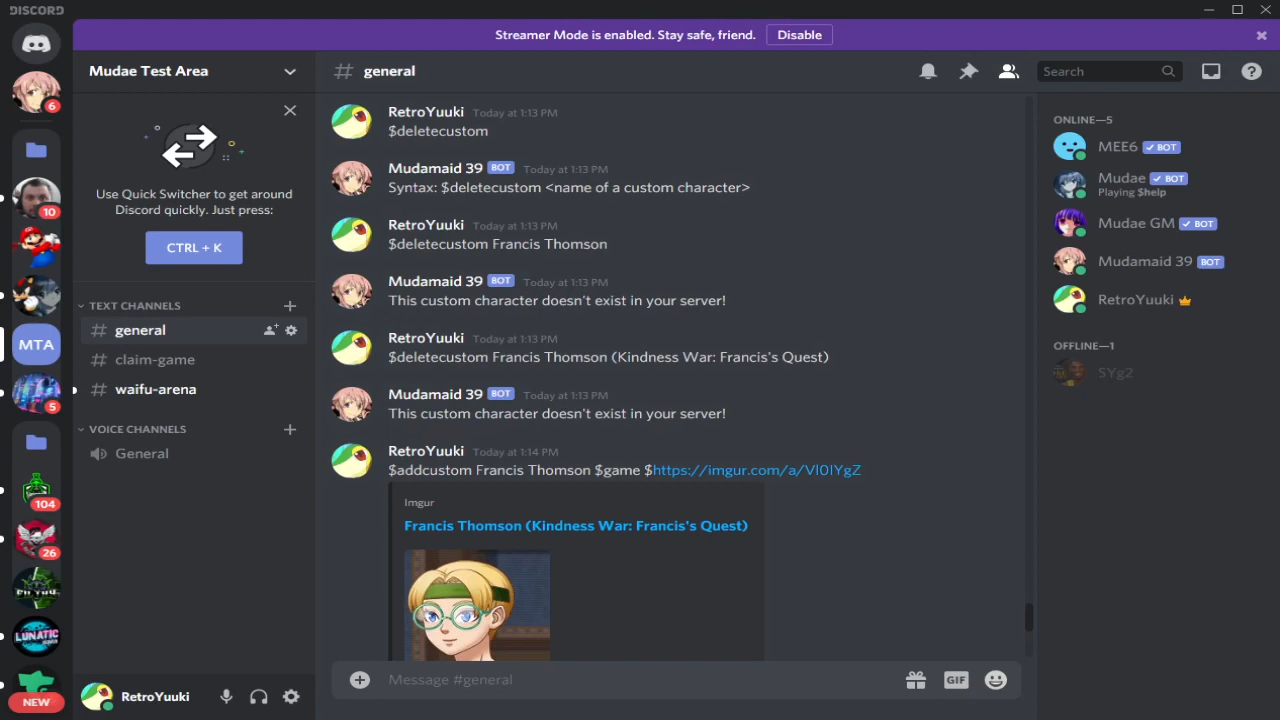 DISCORD
Streamer Mode is enabled. Stay safe, friend.
Disable
Mudae Test Area
general
Search
6
10
MTA
5
104
26
LUNATIC
NEW
Use Quick Switcher to get around
Discord quickly. Just press:
CTRL + K
TEXT CHANNELS
general
claim-game
waifu-arena
VOICE CHANNELS
General
RetroYuuki
RetroYuuki Today at 1:13 PM
$deletecustom
Mudamaid 39 BOT Today at 1:13 PM
Syntax: $deletecustom <name of a custom character>
RetroYuuki Today at 1:13 PM
$deletecustom Francis Thomson
Mudamaid 39 BOT Today at 1:13 PM
This custom character doesn't exist in your server!
RetroYuuki Today at 1:13 PM
$deletecustom Francis Thomson (Kindness War: Francis's Quest)
Mudamaid 39 BOT Today at 1:13 PM
This custom character doesn't exist in your server!
RetroYuuki Today at 1:14 PM
$addcustom Francis Thomson $game $https://imgur.com/a/Vl0IYgZ
Imgur
Francis Thomson (Kindness War: Francis's Quest)
Message #general
GIF
ONLINE—5
MEE6 ✓ BOT
Mudae ✓ BOT
Playing $help
Mudae GM ✓ BOT
Mudamaid 39 BOT
RetroYuuki
OFFLINE—1
SYg2